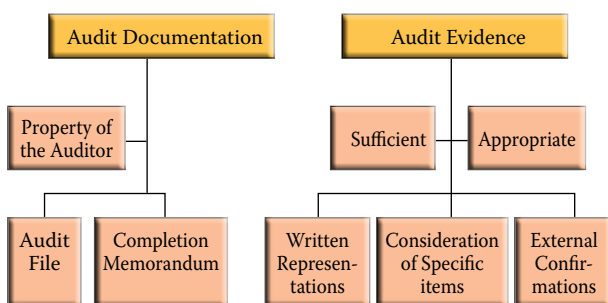 Audit Documentation
Audit Evidence
Property of
the Auditor
Sufficient
Appropriate
Audit
File
Completion
Memorandum
Written
Represen-
tations
Consideration
of Specific
items
External
Confir-
mations